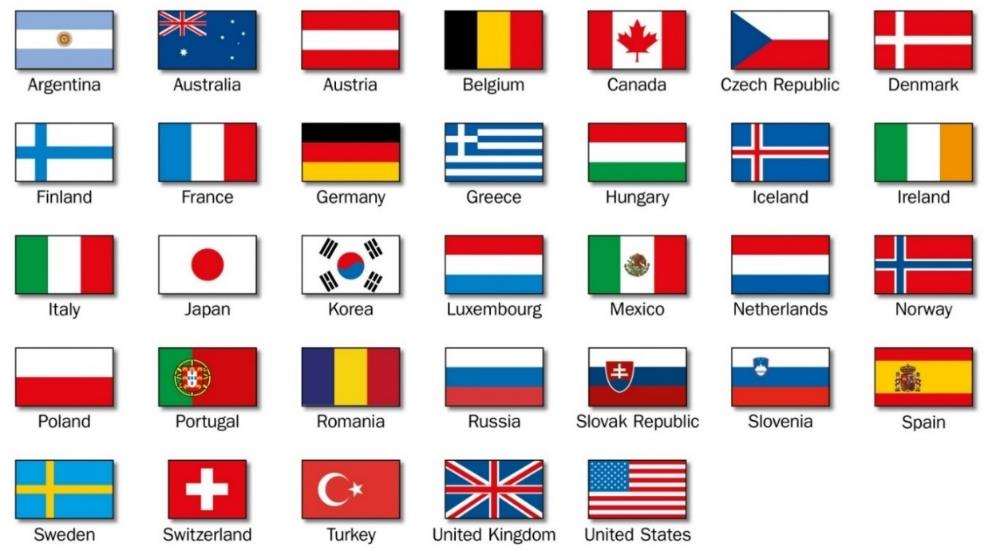 Argentina
Australia
Austria
Belgium
Canada
Czech Republic
Denmark
Finland
France
Germany
Greece
Hungary
Iceland
Ireland
Italy
Japan
Korea
Luxembourg
Mexico
Netherlands
Norway
Poland
Portugal
Romania
Russia
Slovak Republic
Slovenia
Spain
Sweden
Switzerland
Turkey
United Kingdom
United States